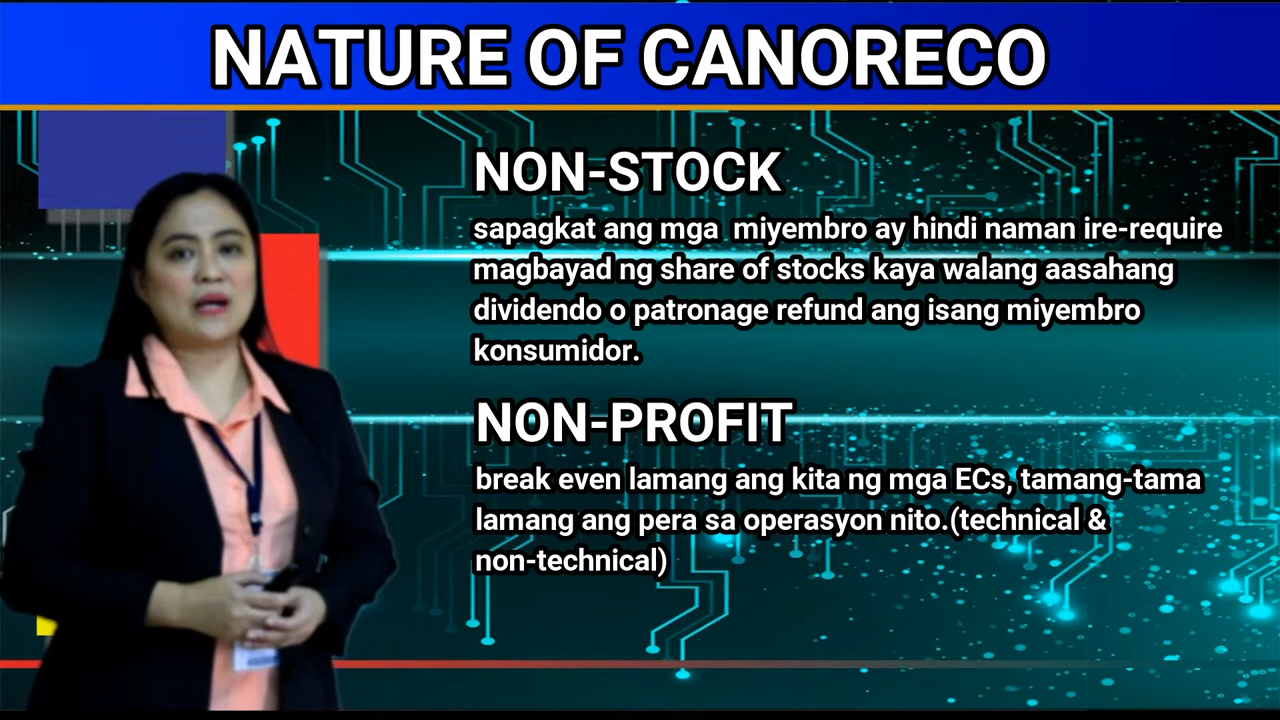 NATURE OF CANORECO
NON-STOCK
sapagkat ang mga miyembro ay hindi naman ire-require
magbayad ng share of stocks kaya walang aasahang
dividendo o patronage refund ang isang miyembro
konsumidor.
NON-PROFIT
break even lamang ang kita ng mga ECs, tamang-tama
lamang ang pera sa operasyon nito.(technical &
non-technical)